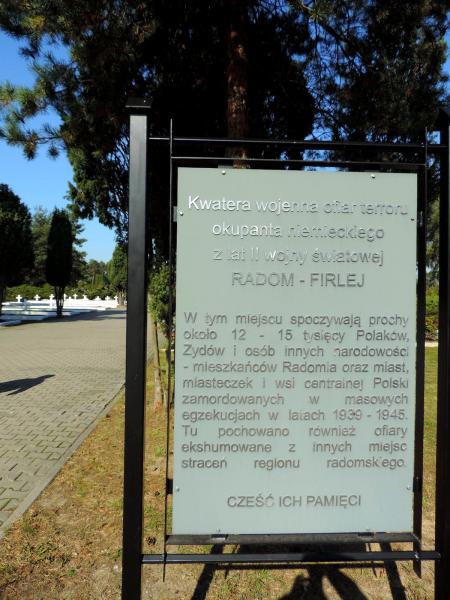 Kwatera wojenna ofiar terroru
okupanta niemieckiego
z lat II wojny światowej
RADOM - FIRLEJ
W tym miejscu spoczywają prochy
około 12 - 15 tysięcy Polaków,
Żydów i osób innych narodowości
- mieszkańców Radomia oraz miast,
miasteczek i wsi centralnej Polski
zamordowanych w masowych
egzekucjach w latach 1939 - 1945.
Tu pochowano również ofiary
ekshumowane z innych miejsc
straceń regionu radomskiego.
CZEŚĆ ICH PAMIĘCI